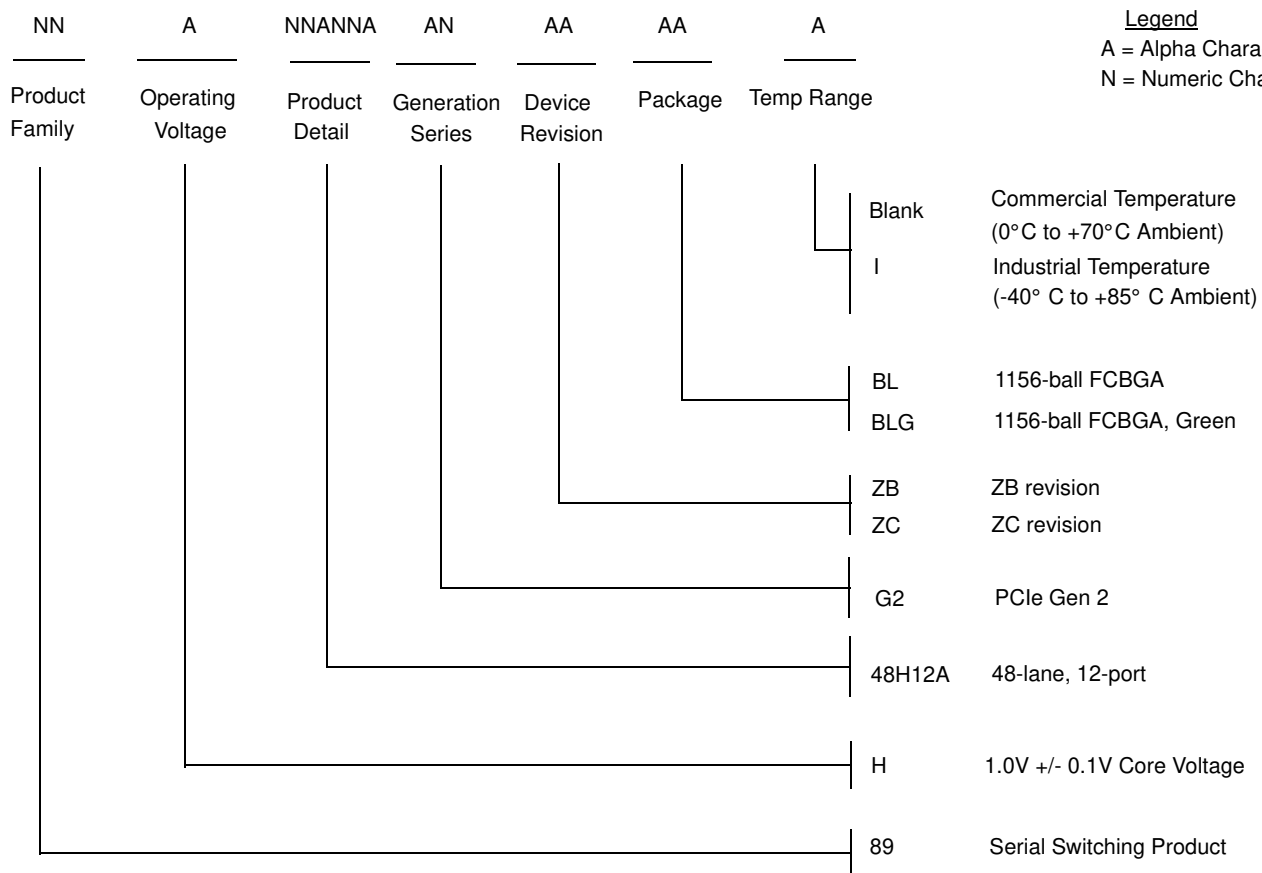 NN A NNANNA AN AA AA A
Legend
A = Alpha Chara
N = Numeric Cha
Product Family
Operating Voltage
Product Detail
Generation Series
Device Revision
Package
Temp Range
Blank Commercial Temperature
(0°C to +70°C Ambient)
I Industrial Temperature
(-40° C to +85° C Ambient)
BL 1156-ball FCBGA
BLG 1156-ball FCBGA, Green
ZB ZB revision
ZC ZC revision
G2 PCIe Gen 2
48H12A 48-lane, 12-port
H 1.0V +/- 0.1V Core Voltage
89 Serial Switching Product